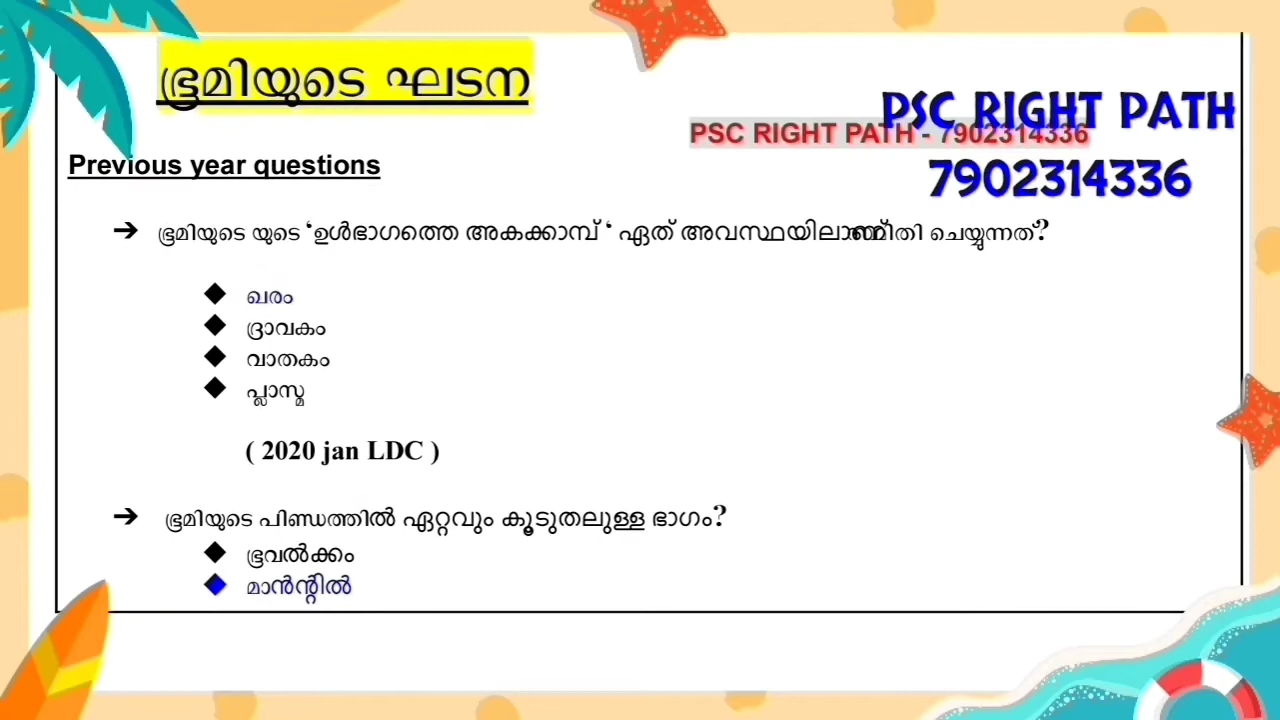 ഭൂമിയുടെ ഘടന
PSC RIGHT PATH
PSC RIGHT PATH - 7902314336
7902314336
Previous year questions
➔ ഭൂമിയുടെ യുടെ ‘ഉൾഭാഗത്തെ അകക്കാമ്പ് ‘ ഏത് അവസ്ഥയിലാണ് സ്ഥിതി ചെയ്യുന്നത്?
◆ ഖരം
◆ ദ്രാവകം
◆ വാതകം
◆ പ്ലാസ്മ
( 2020 jan LDC )
➔ ഭൂമിയുടെ പിണ്ഡത്തിൽ ഏറ്റവും കൂടുതലുള്ള ഭാഗം?
◆ ഭൂവൽക്കം
◆ മാൻന്റിൽ